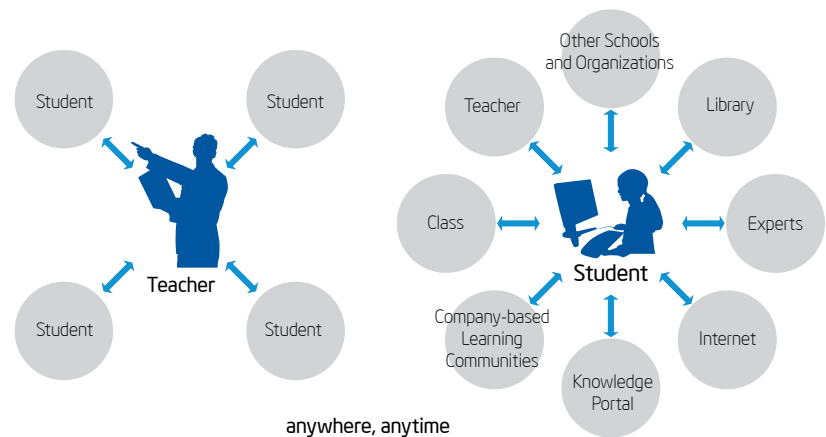 Student
Student
Teacher
Student
Student
Other Schools
and Organizations
Teacher
Library
Class
Experts
Student
Company-based
Learning
Communities
Internet
Knowledge
Portal
anywhere, anytime